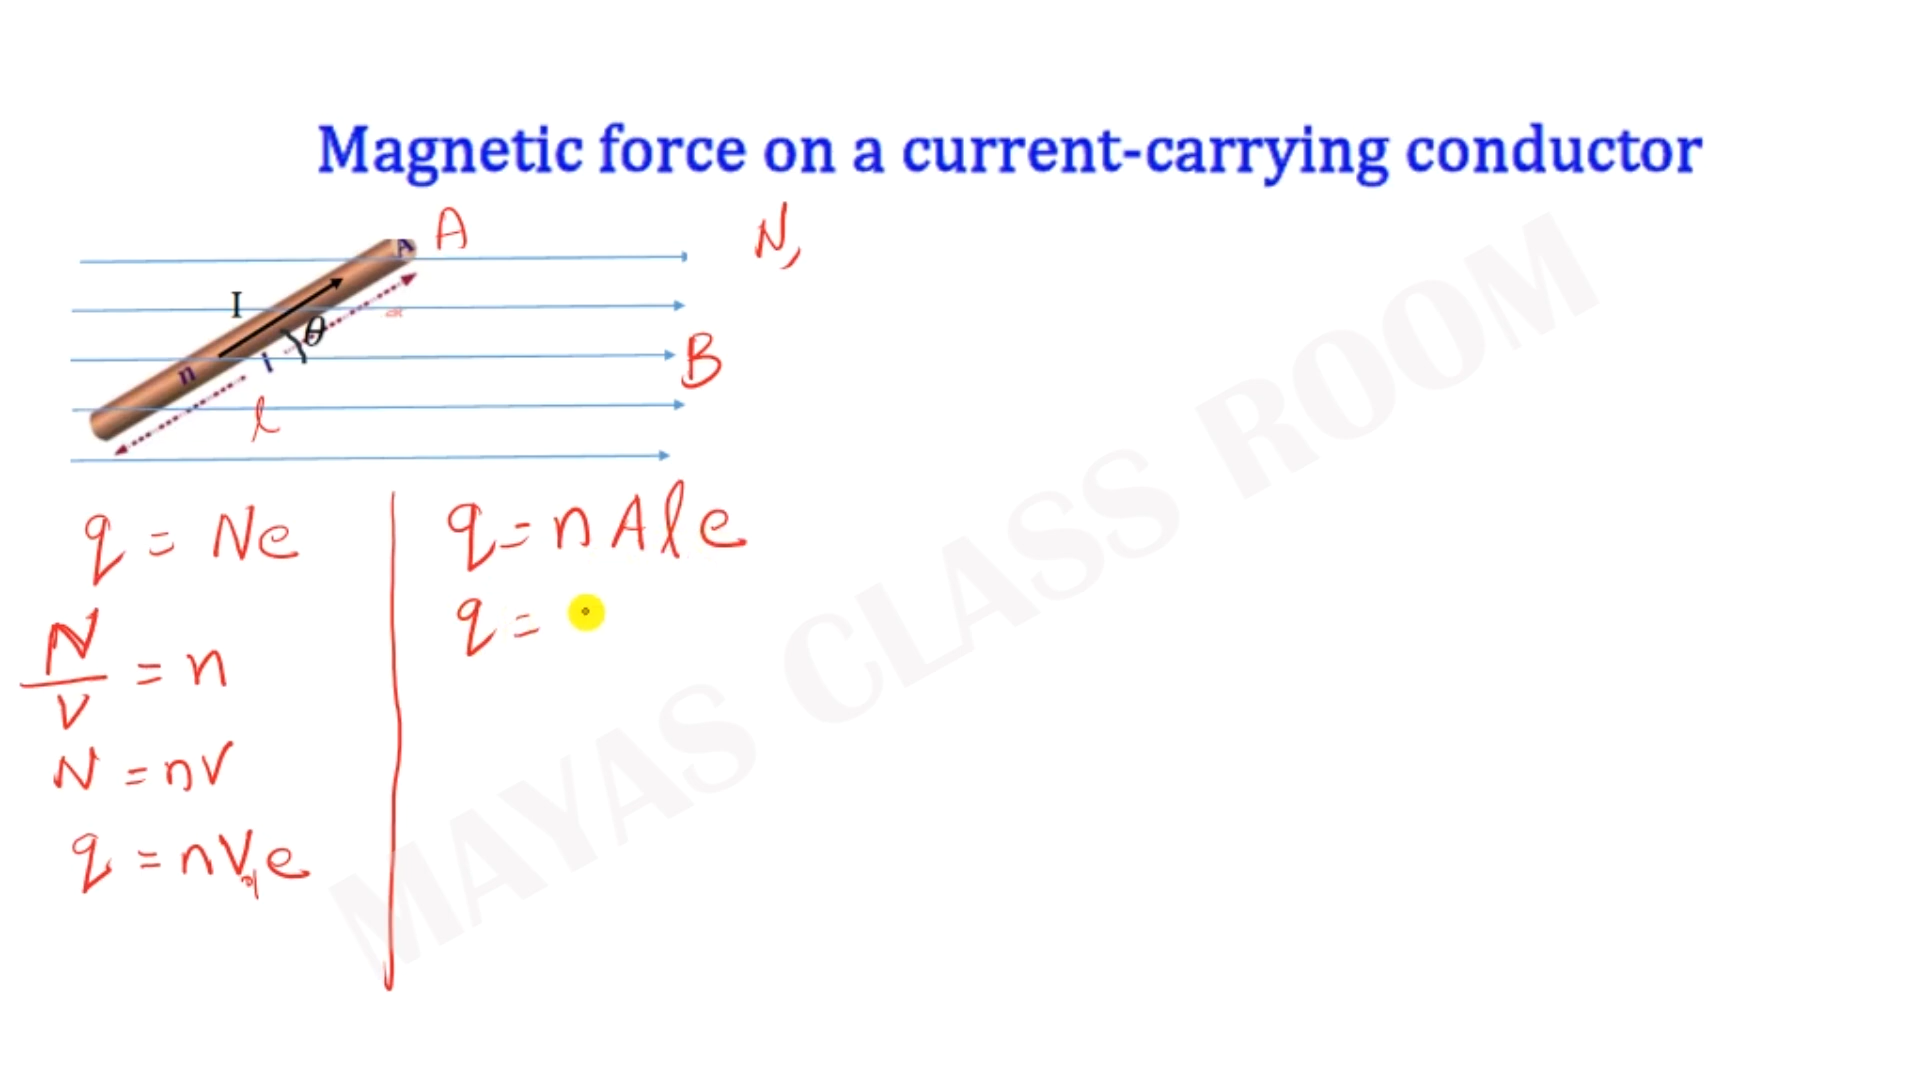 Magnetic force on a current-carrying conductor
A A N,
I θ
B
n l
l
q = Ne
N/V = n
N = nV
q = nVe
q = nAle
q =
MAYAS CLASS ROOM